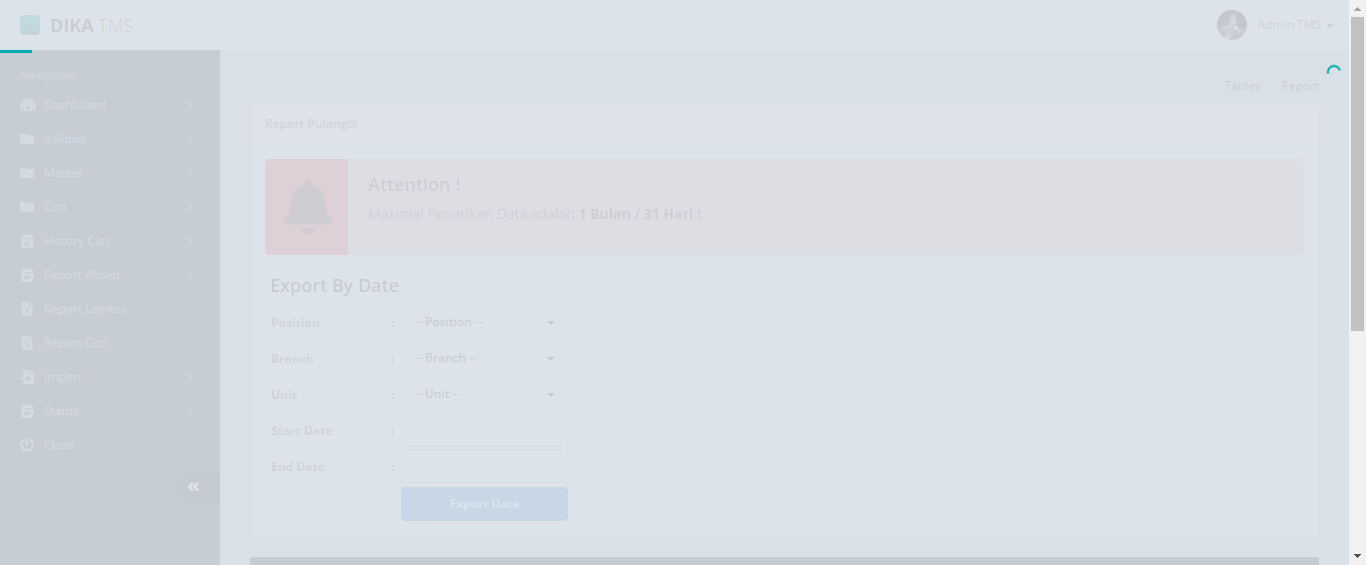 DIKA TMS
Admin TMS
Navigation
Dashboard
Validasi
Master
Cuti
History Cuti
Report Absen
Report Lembur
Report Cuti
Import
Status
Close
Tables Report
Report Pulang!!!
Attention !
Maximal Penarikan Data adalah 1 Bulan / 31 Hari !
Export By Date
Position : -- Position --
Branch : -- Branch --
Unit : -- Unit --
Start Date :
End Date :
Export Data